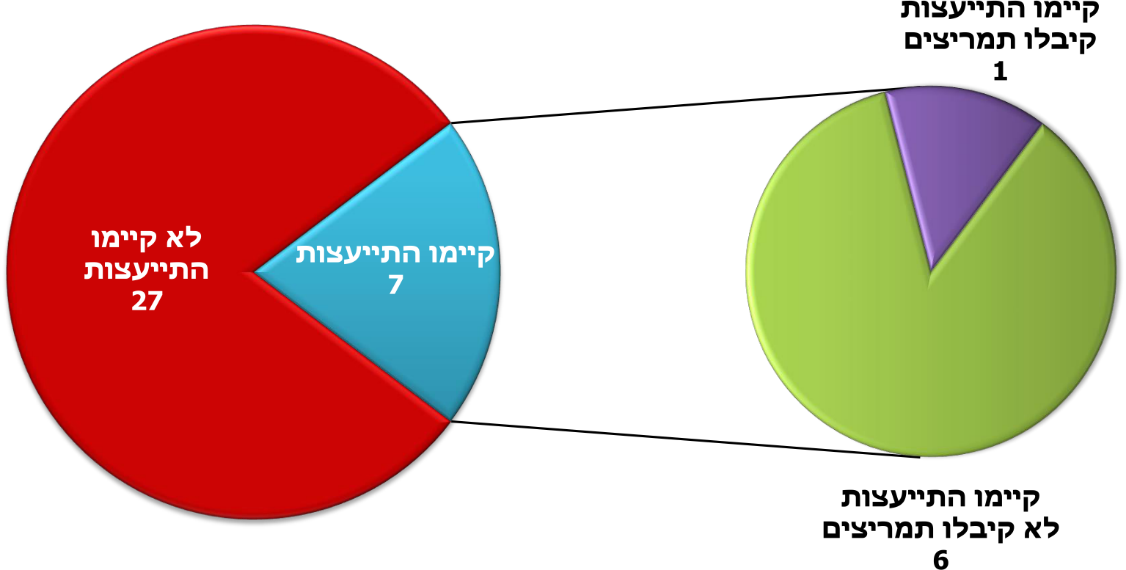 קיימו התייעצות
קיבלו תמריצים
1
לא קיימו
התייעצות
27
קיימו התייעצות
7
קיימו התייעצות
לא קיבלו תמריצים
6